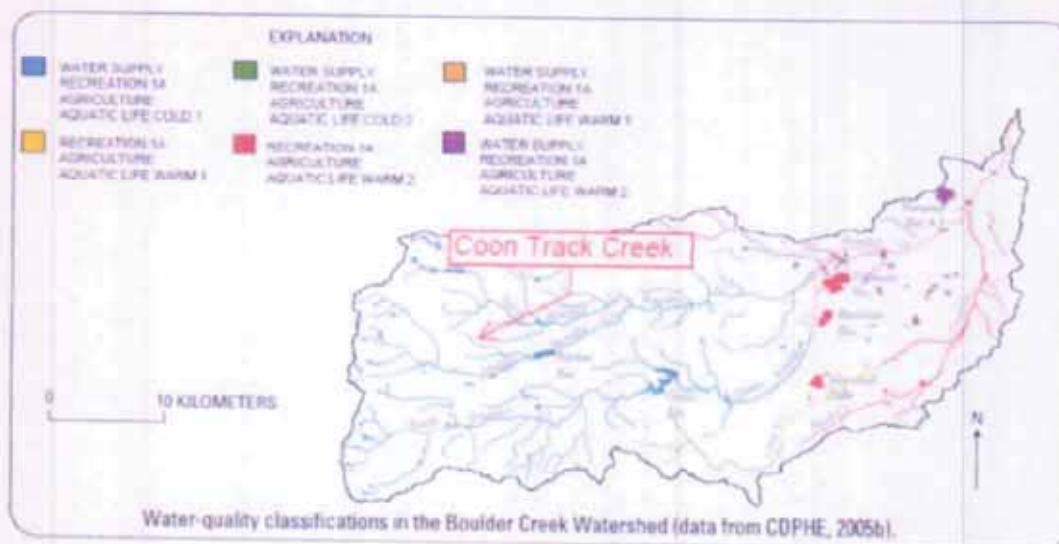 EXPLANATION
WATER SUPPLY
RECREATION 1A
AGRICULTURE
AQUATIC LIFE COLD 1
WATER SUPPLY
RECREATION 1A
AGRICULTURE
AQUATIC LIFE COLD 2
WATER SUPPLY
RECREATION 1A
AGRICULTURE
AQUATIC LIFE WARM 1
RECREATION 1A
AGRICULTURE
AQUATIC LIFE WARM 1
RECREATION 1A
AGRICULTURE
AQUATIC LIFE WARM 2
WATER SUPPLY
RECREATION 1A
AGRICULTURE
AQUATIC LIFE WARM 2
Coon Track Creek
0 10 KILOMETERS
N
Water-quality classifications in the Boulder Creek Watershed (data from CDPHE, 2005b).